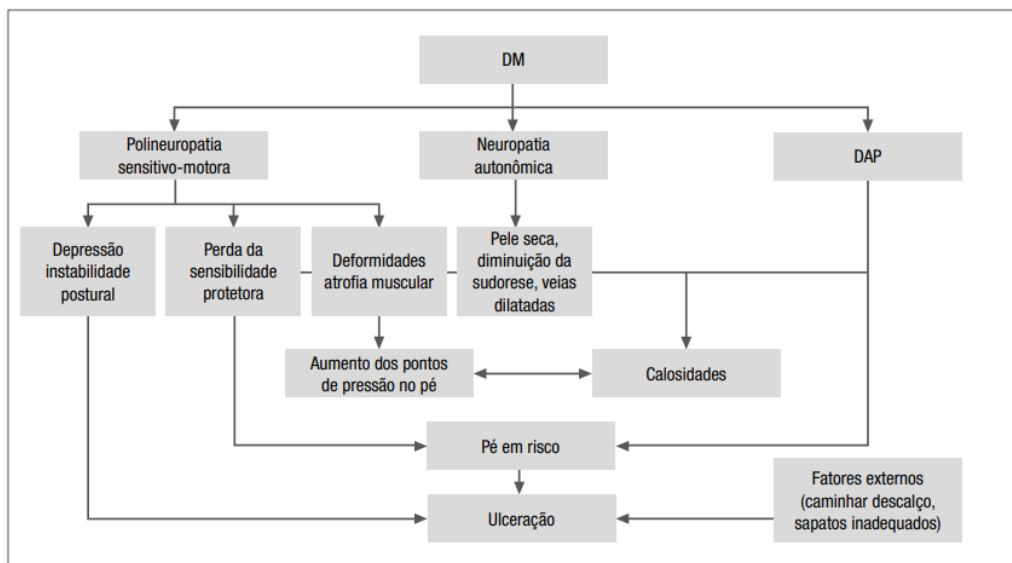 DM
Polineuropatia
sensitivo-motora
Neuropatia
autonômica
DAP
Depressão
instabilidade
postural
Perda da
sensibilidade
protetora
Deformidades
atrofia muscular
Pele seca,
diminuição da
sudorese, veias
dilatadas
Aumento dos pontos
de pressão no pé
Calosidades
Pé em risco
Fatores externos
(caminhar descalço,
sapatos inadequados)
Ulceração